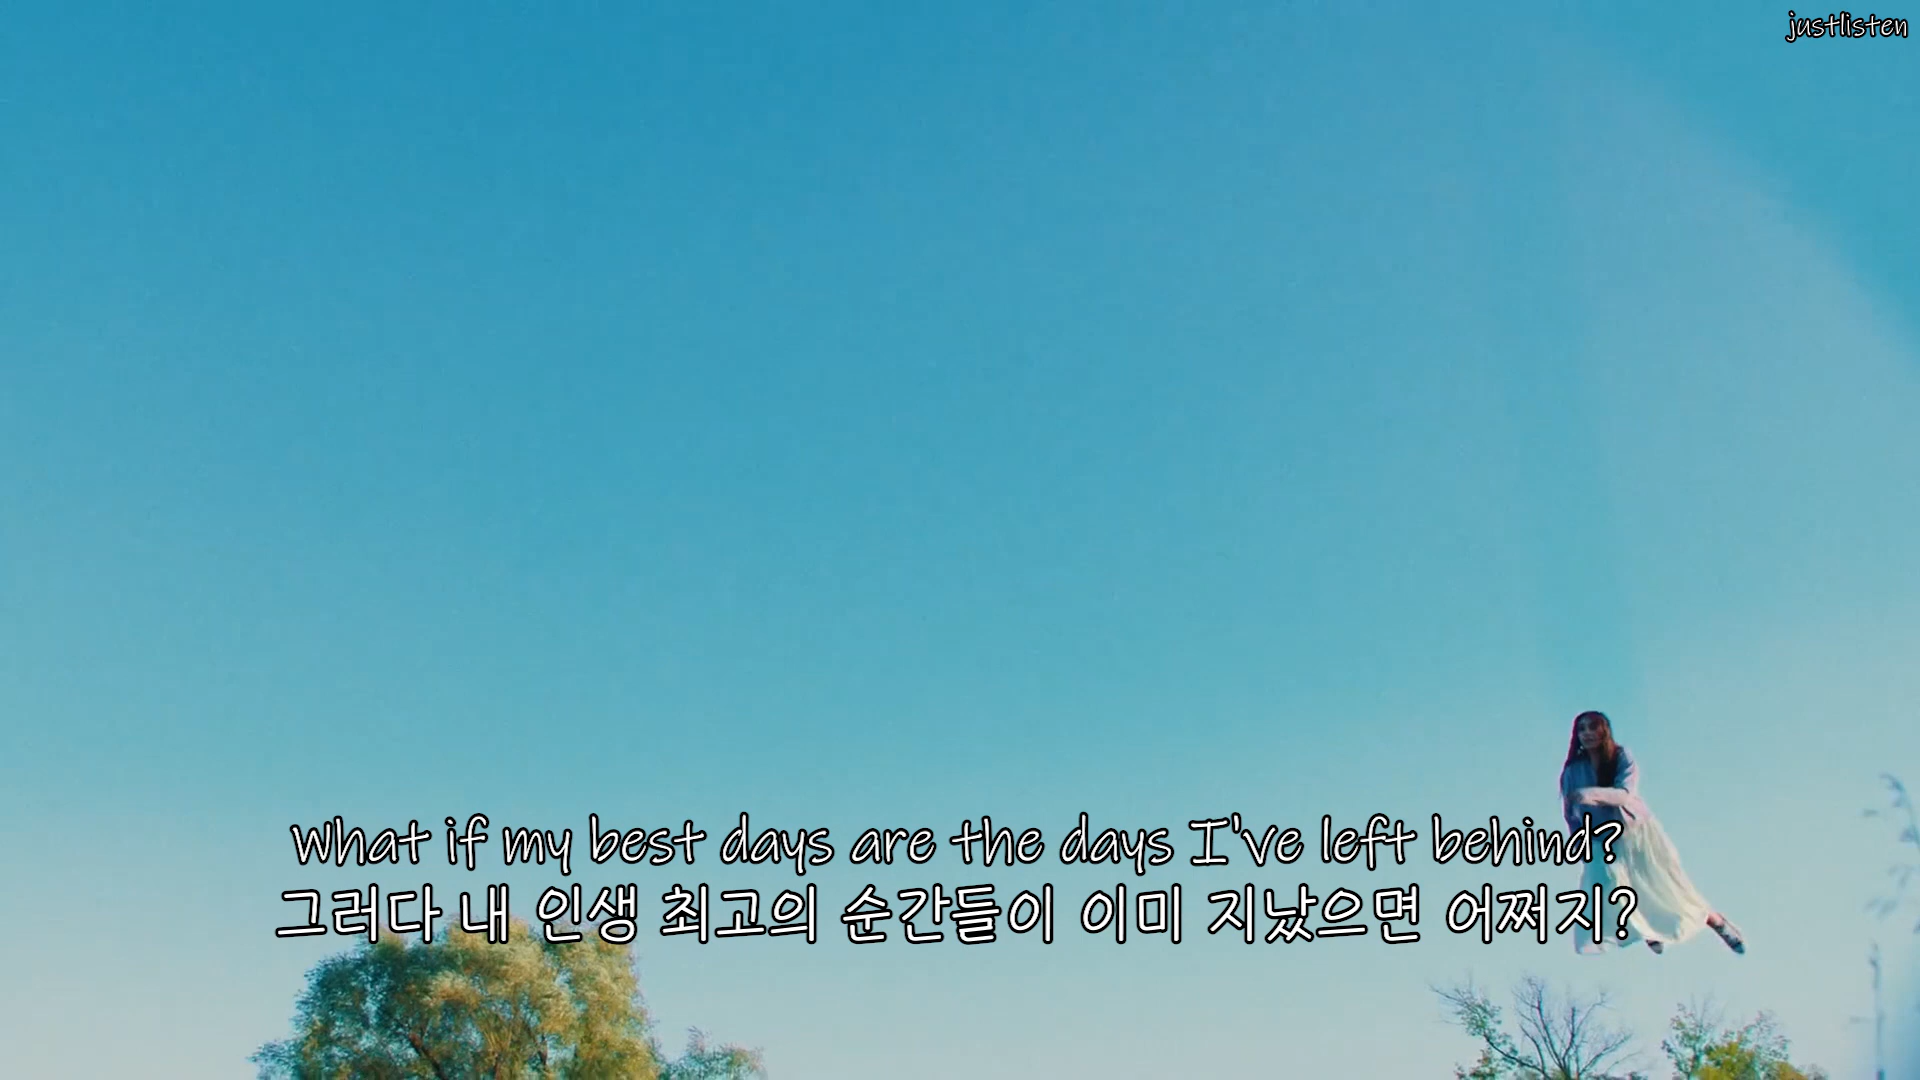 justlisten
What if my best days are the days I've left behind?
그러다 내 인생 최고의 순간들이 이미 지났으면 어쩌지?